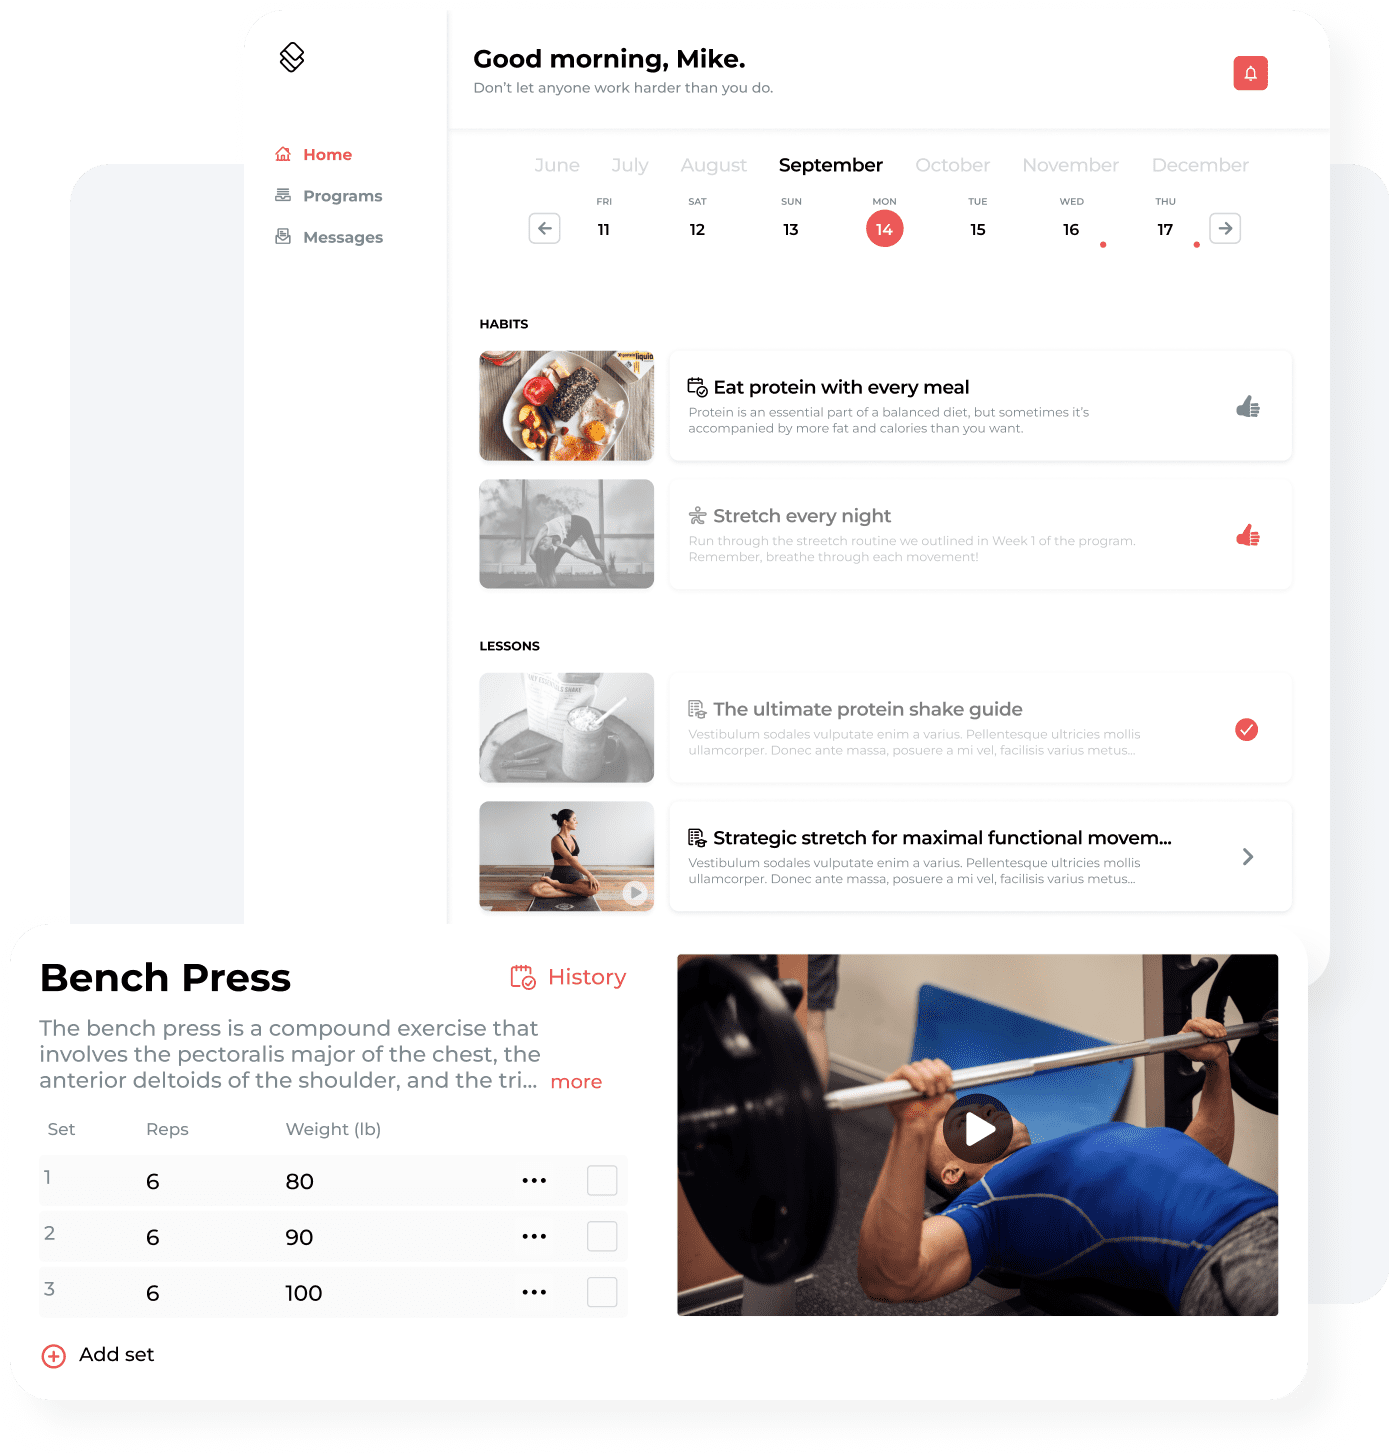 Good morning, Mike.
Don't let anyone work harder than you do.
Home
Programs
Messages
June July August September October November December
FRI SAT SUN MON TUE WED THU
11 12 13 14 15 16 17
HABITS
Eat protein with every meal
Protein is an essential part of a balanced diet, but sometimes it's
accompanied by more fat and calories than you want.
Stretch every night
Run through the streetch routine we outlined in Week 1 of the program.
Remember, breathe through each movement!
LESSONS
The ultimate protein shake guide
Vestibulum sodales vulputate enim a varius. Pellentesque ultricies mollis
ullamcorper. Donec ante massa, posuere a mi vel, facilisis varius metus...
Strategic stretch for maximal functional movem...
Vestibulum sodales vulputate enim a varius. Pellentesque ultricies mollis
ullamcorper. Donec ante massa, posuere a mi vel, facilisis varius metus...
Bench Press
History
The bench press is a compound exercise that
involves the pectoralis major of the chest, the
anterior deltoids of the shoulder, and the tri... more
Set Reps Weight (lb)
1 6 80
2 6 90
3 6 100
Add set